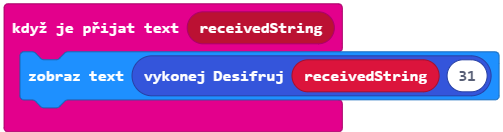 když je přijat text receivedString
zobraz text vykonej Desifruj receivedString 31